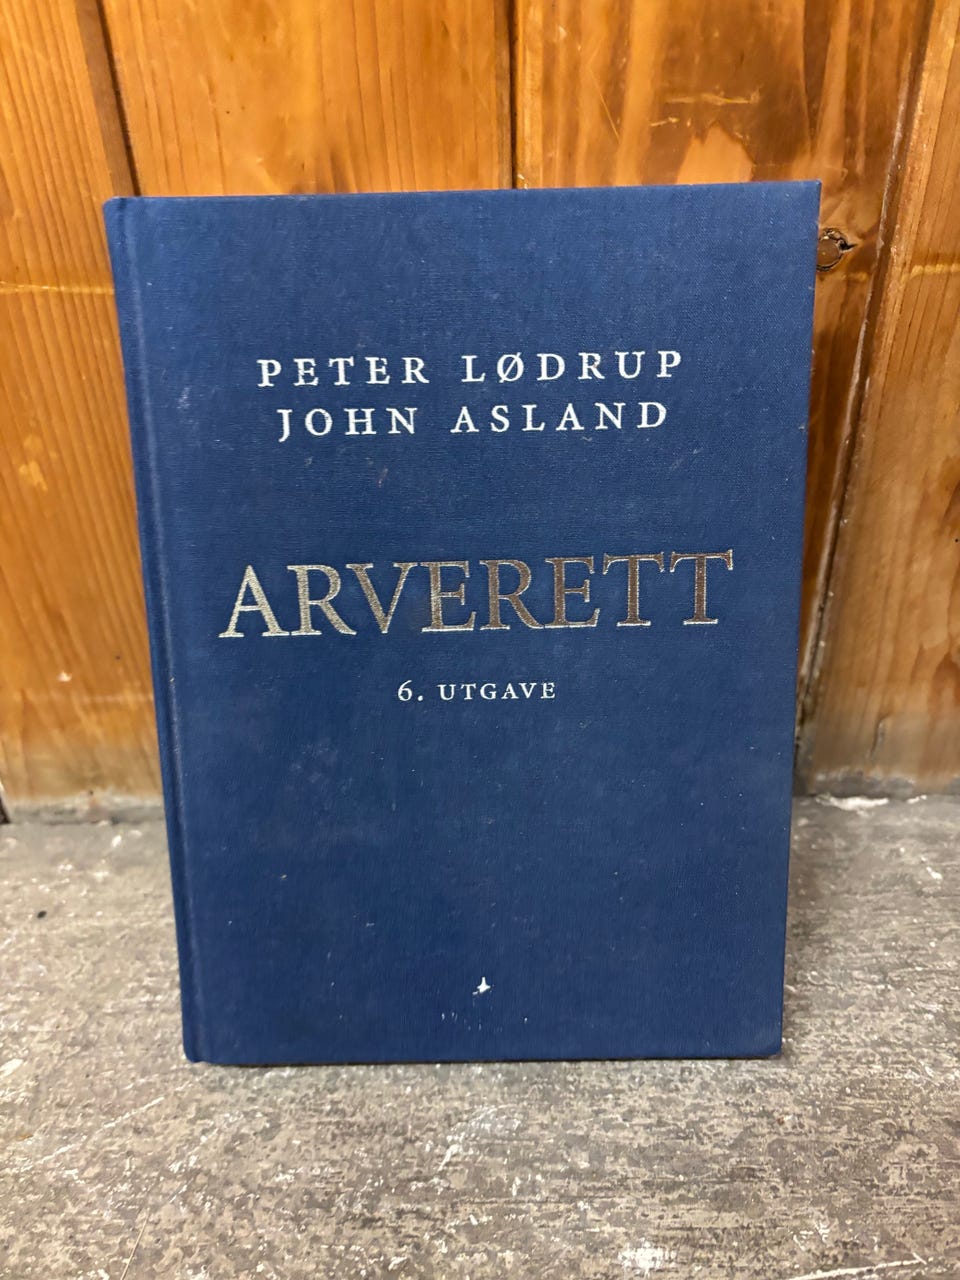 PETER LØDRUP
JOHN ASLAND
ARVERETT
6. UTGAVE